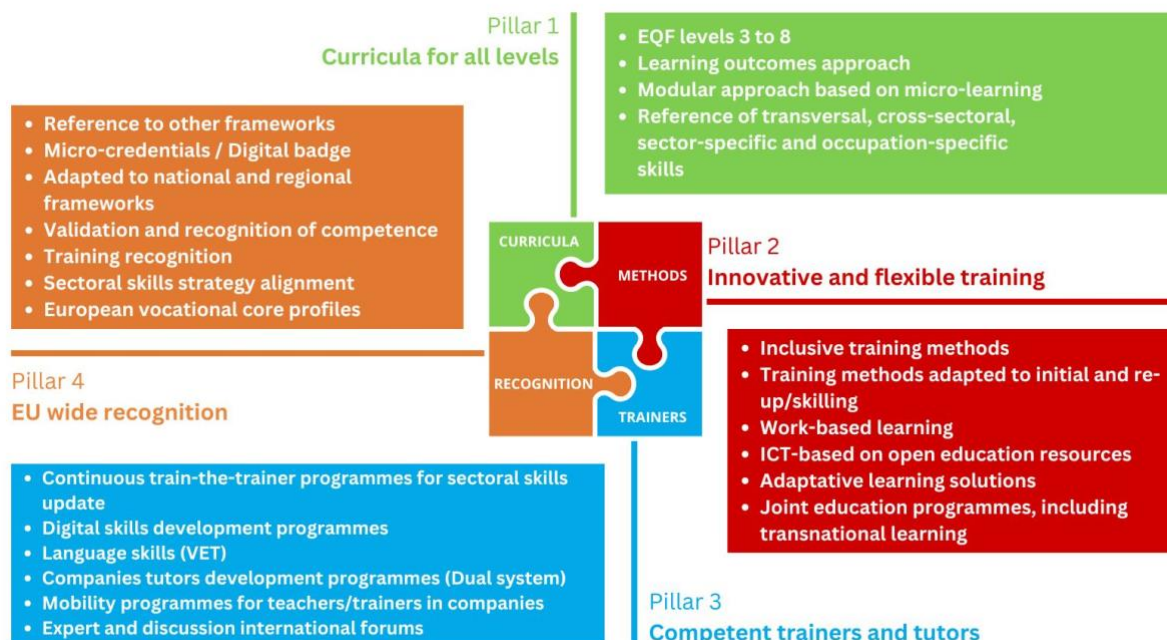 Pillar 1
Curricula for all levels
• EQF levels 3 to 8
• Learning outcomes approach
• Modular approach based on micro-learning
• Reference of transversal, cross-sectoral,
sector-specific and occupation-specific
skills
• Reference to other frameworks
• Micro-credentials / Digital badge
• Adapted to national and regional
frameworks
• Validation and recognition of competence
• Training recognition
• Sectoral skills strategy alignment
• European vocational core profiles
CURRICULA
METHODS
RECOGNITION
TRAINERS
Pillar 2
Innovative and flexible training
• Inclusive training methods
• Training methods adapted to initial and re-
up/skilling
• Work-based learning
• ICT-based on open education resources
• Adaptative learning solutions
• Joint education programmes, including
transnational learning
Pillar 4
EU wide recognition
• Continuous train-the-trainer programmes for sectoral skills
update
• Digital skills development programmes
• Language skills (VET)
• Companies tutors development programmes (Dual system)
• Mobility programmes for teachers/trainers in companies
• Expert and discussion international forums
Pillar 3
Competent trainers and tutors